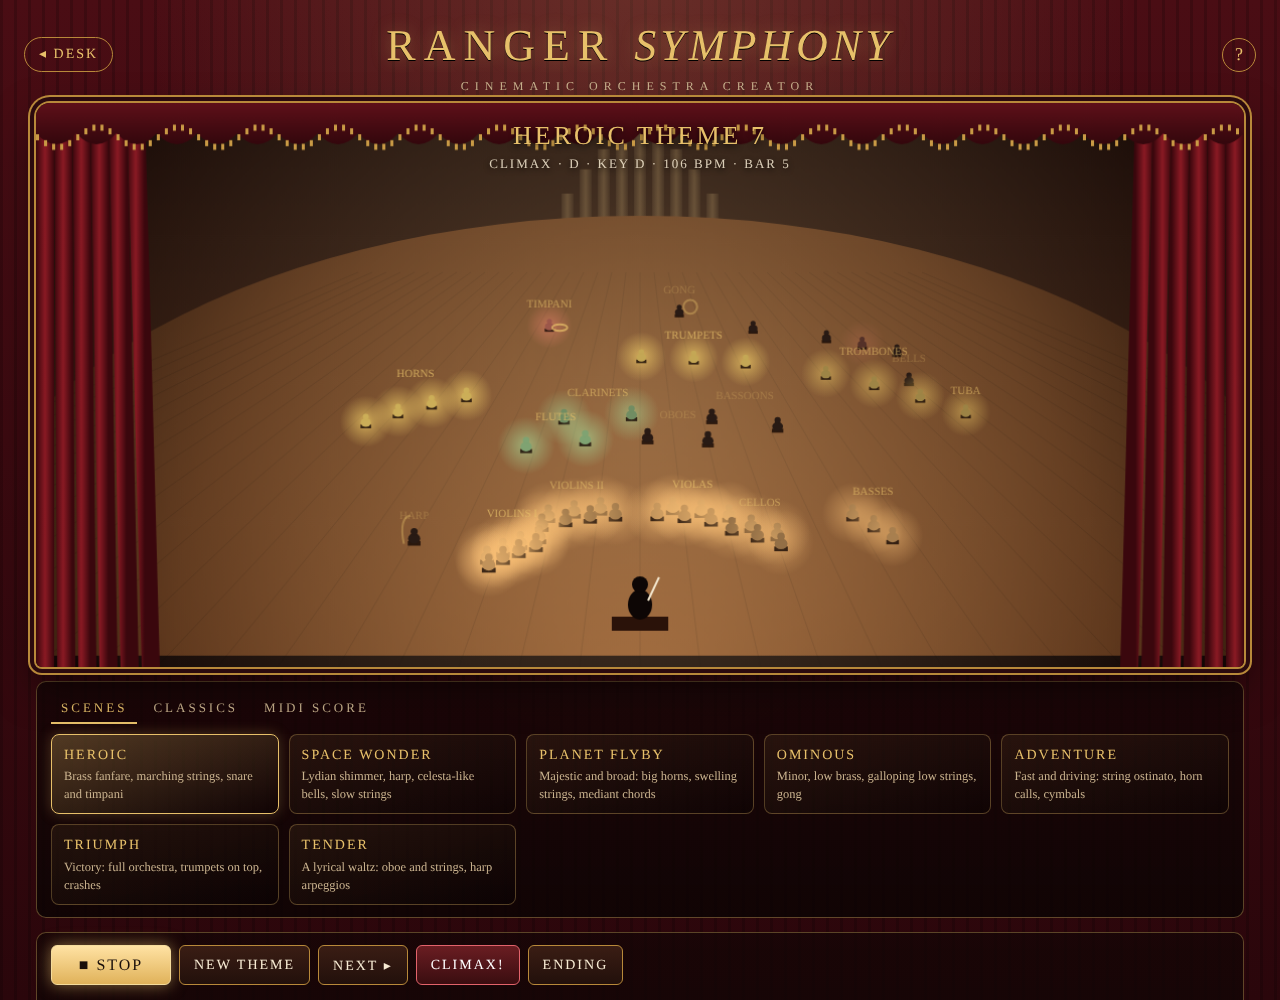 ◂ DESK
RANGER SYMPHONY
?
CINEMATIC ORCHESTRA CREATOR
HEROIC THEME 7
CLIMAX · D · KEY D · 106 BPM · BAR 5
GONG
TIMPANI
TRUMPETS
TROMBONES
BELLS
HORNS
CLARINETS
BASSOONS
TUBA
FLUTES
OBOES
VIOLINS II
VIOLAS
BASSES
CELLOS
HARP
VIOLINS I
SCENES CLASSICS MIDI SCORE
HEROIC
Brass fanfare, marching strings, snare
and timpani
SPACE WONDER
Lydian shimmer, harp, celesta-like
bells, slow strings
PLANET FLYBY
Majestic and broad: big horns, swelling
strings, mediant chords
OMINOUS
Minor, low brass, galloping low strings,
gong
ADVENTURE
Fast and driving: string ostinato, horn
calls, cymbals
TRIUMPH
Victory: full orchestra, trumpets on top,
crashes
TENDER
A lyrical waltz: oboe and strings, harp
arpeggios
■ STOP
NEW THEME
NEXT ▸
CLIMAX!
ENDING